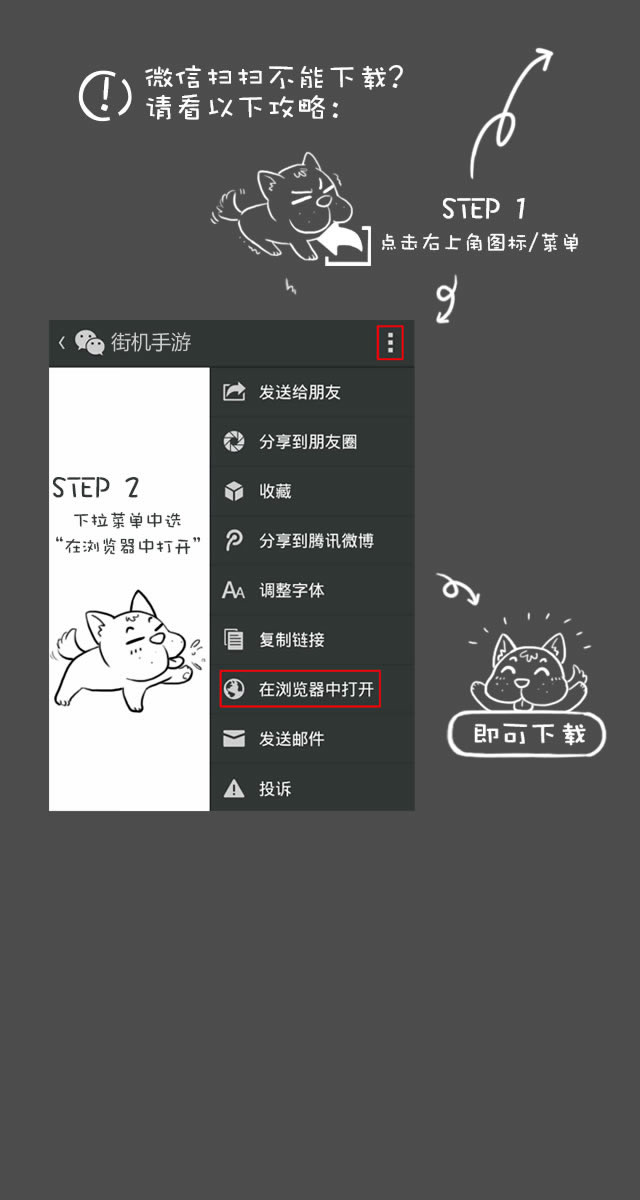 微信扫扫不能下载?
请看以下攻略:
STEP 1
点击右上角图标/菜单
街机手游
发送给朋友
分享到朋友圈
收藏
分享到腾讯微博
调整字体
复制链接
在浏览器中打开
发送邮件
投诉
STEP 2
下拉菜单中选
“在浏览器中打开”
即可下载